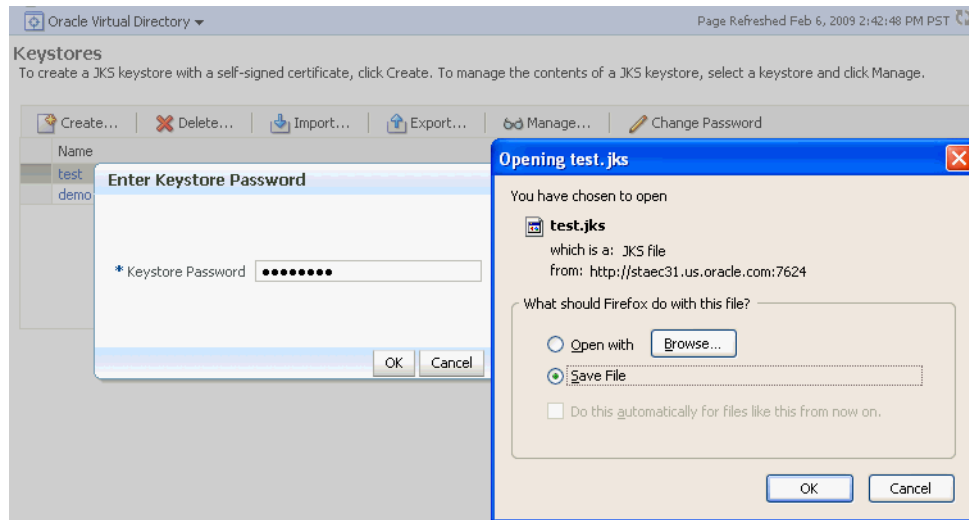 Oracle Virtual Directory
Page Refreshed Feb 6, 2009 2:42:48 PM PST
Keystores
To create a JKS keystore with a self-signed certificate, click Create. To manage the contents of a JKS keystore, select a keystore and click Manage.
Create... Delete... Import... Export... Manage... Change Password
Name
test
demo
Enter Keystore Password
* Keystore Password ●●●●●●●●
OK Cancel
Opening test.jks
You have chosen to open
test.jks
which is a: JKS file
from: http://staec31.us.oracle.com:7624
What should Firefox do with this file?
Open with Browse...
Save File
Do this automatically for files like this from now on.
OK Cancel